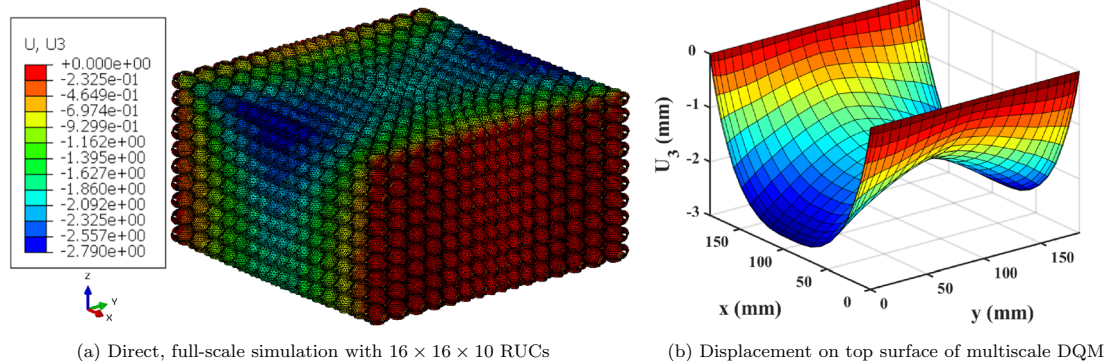 U, U3
+0.000e+00
-2.325e-01
-4.649e-01
-6.974e-01
-9.299e-01
-1.162e+00
-1.395e+00
-1.627e+00
-1.860e+00
-2.092e+00
-2.325e+00
-2.557e+00
-2.790e+00
Z
Y
X
(a) Direct, full-scale simulation with 16 × 16 × 10 RUCs
0
-1
-2
-3
U3 (mm)
150
100
50
0
x (mm)
0
50
100
150
y (mm)
(b) Displacement on top surface of multiscale DQM